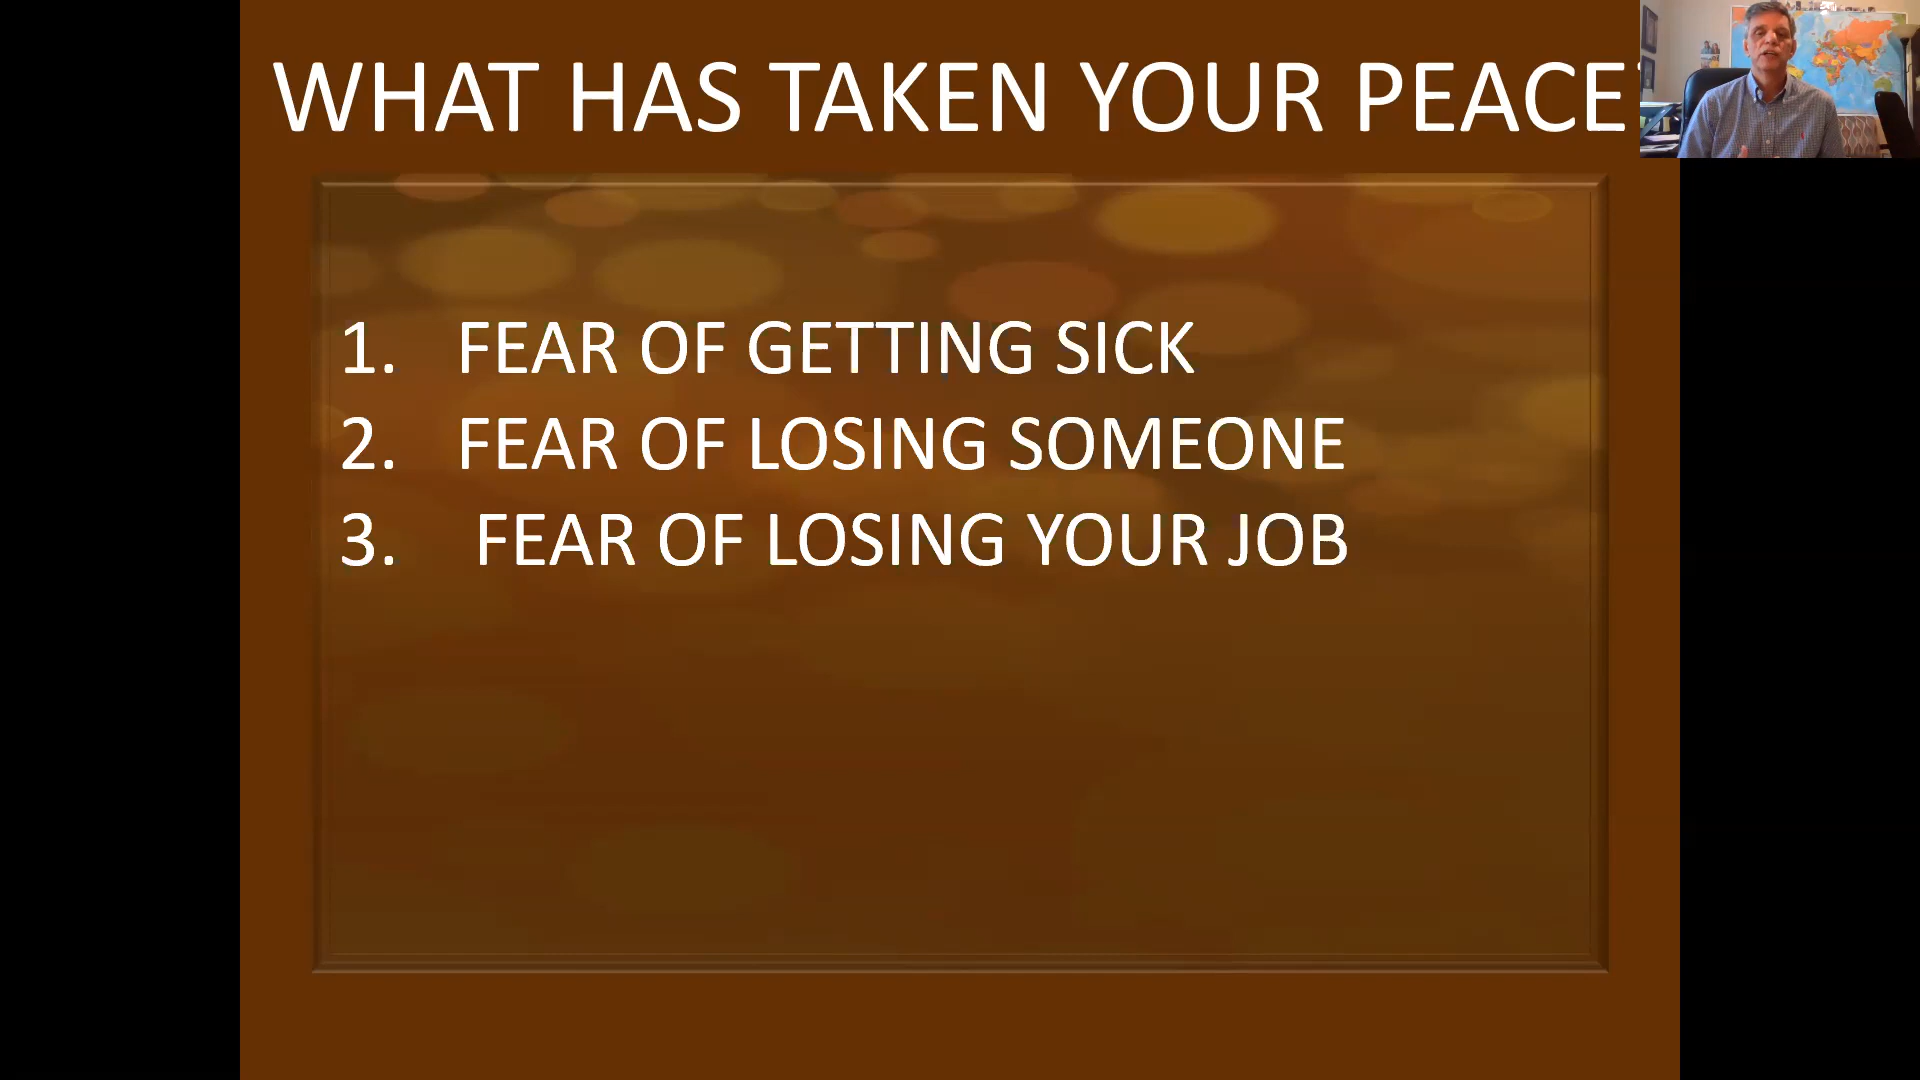 WHAT HAS TAKEN YOUR PEACE
1. FEAR OF GETTING SICK
2. FEAR OF LOSING SOMEONE
3. FEAR OF LOSING YOUR JOB